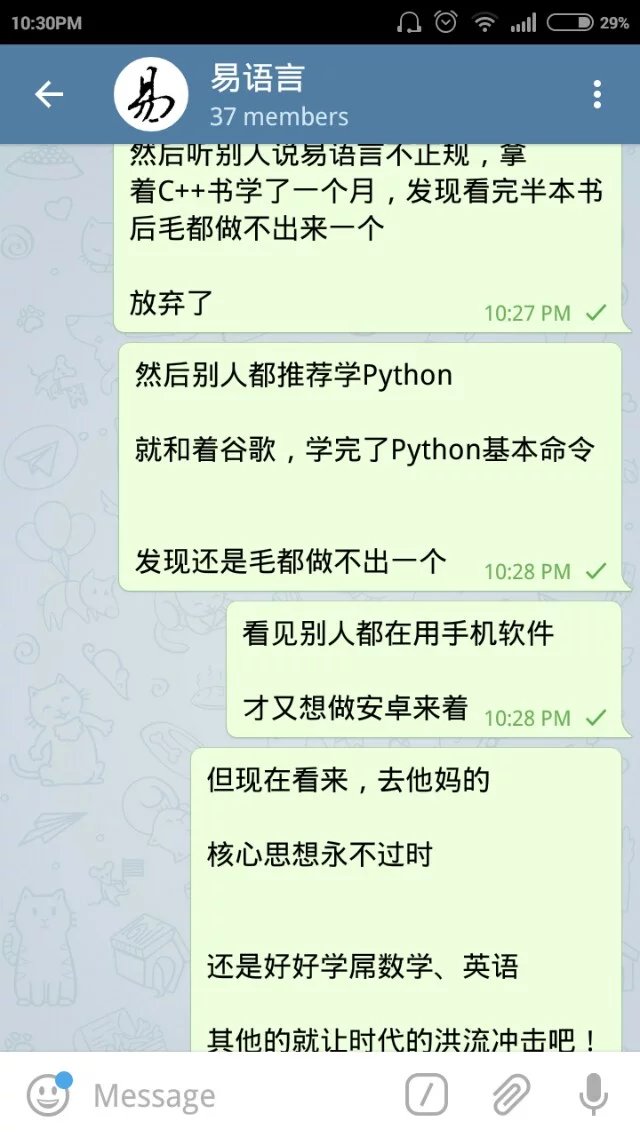 10:30PM
29%
易
易语言
37 members
然后听别人说易语言不正规，拿
着C++书学了一个月，发现看完半本书
后毛都做不出来一个
放弃了
10:27 PM
然后别人都推荐学Python
就和着谷歌，学完了Python基本命令
发现还是毛都做不出一个
10:28 PM
看见别人都在用手机软件
才又想做安卓来着
10:28 PM
但现在看来，去他妈的
核心思想永不过时
还是好好学屌数学、英语
其他的就让时代的洪流冲击吧！
Message